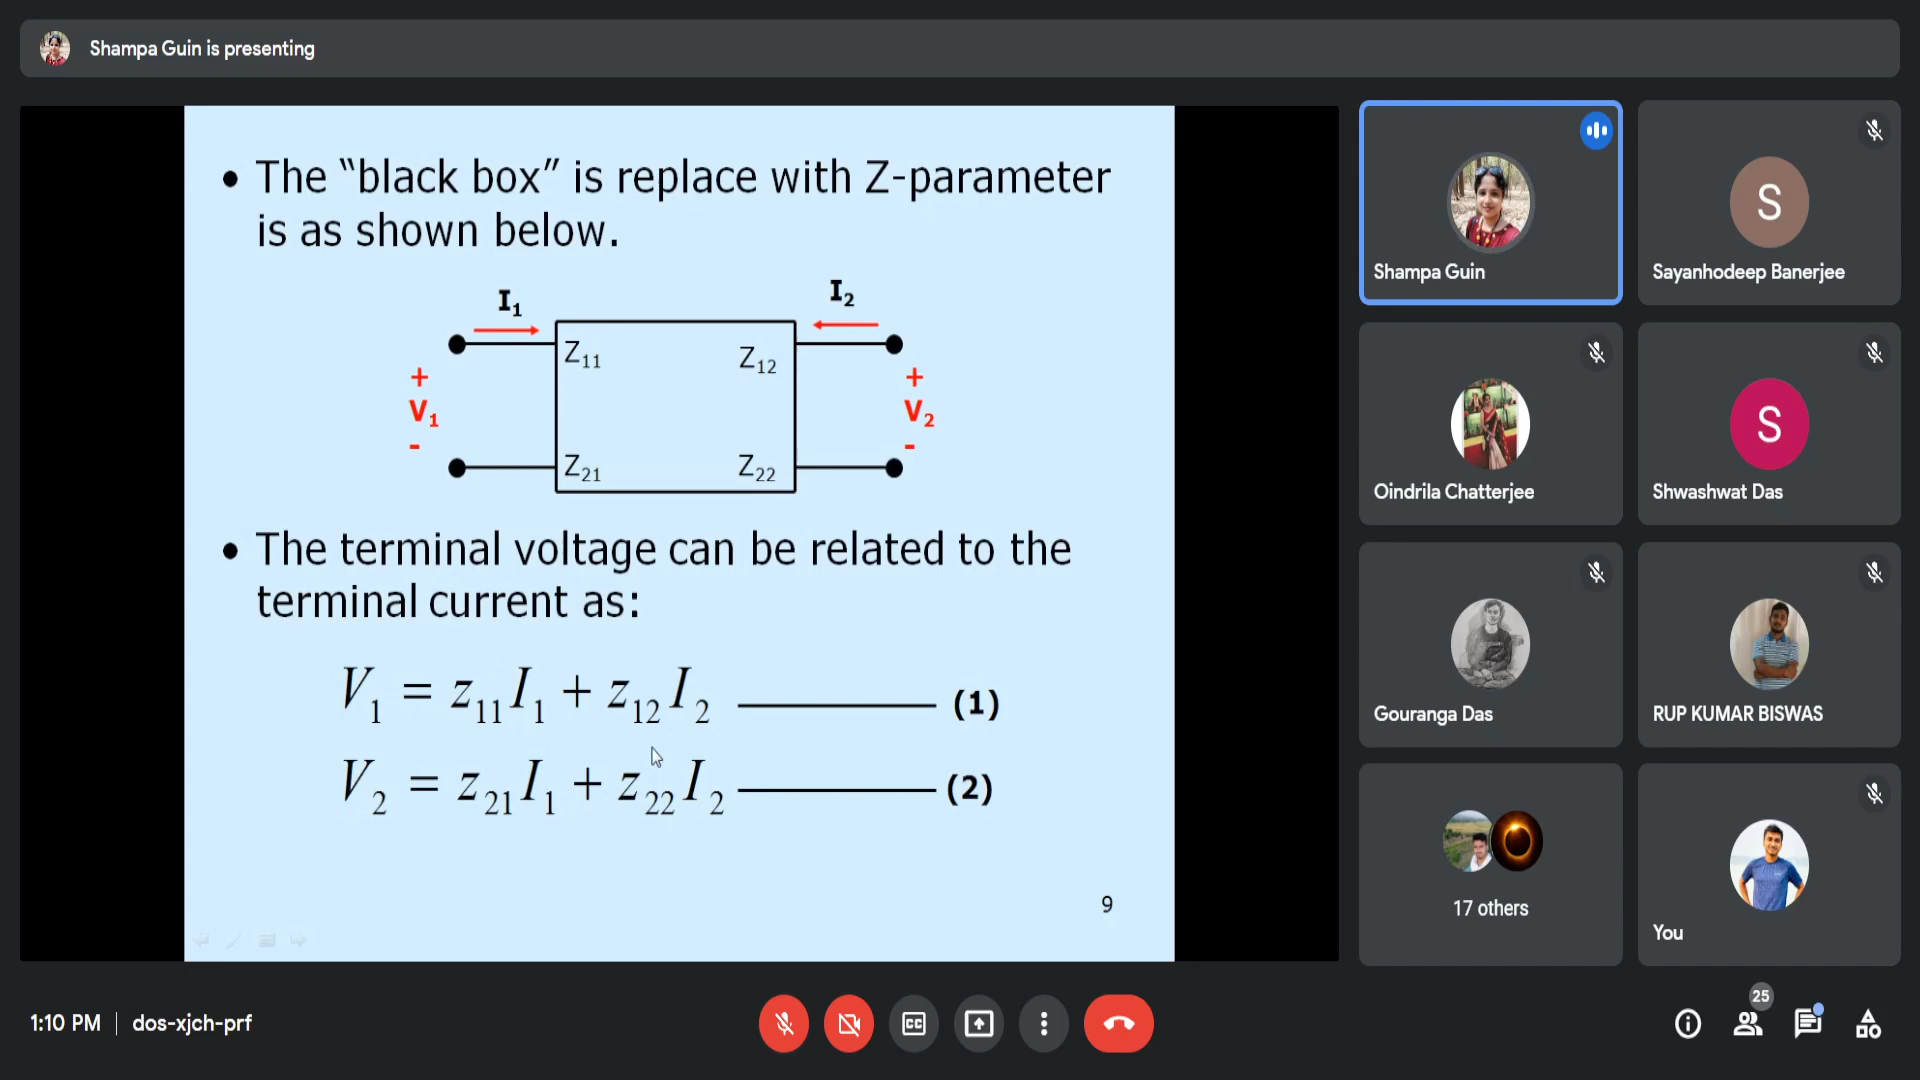 Shampa Guin is presenting
• The “black box” is replace with Z-parameter
is as shown below.
I₁
I₂
Z₁₁
Z₁₂
+
V₁
-
+
V₂
-
Z₂₁
Z₂₂
• The terminal voltage can be related to the
terminal current as:
V₁ = z₁₁I₁ + z₁₂I₂ ———— (1)
V₂ = z₂₁I₁ + z₂₂I₂ ———— (2)
9
Shampa Guin
S
Sayanhodeep Banerjee
Oindrila Chatterjee
S
Shwashwat Das
Gouranga Das
RUP KUMAR BISWAS
17 others
You
1:10 PM | dos-xjch-prf
CC
25